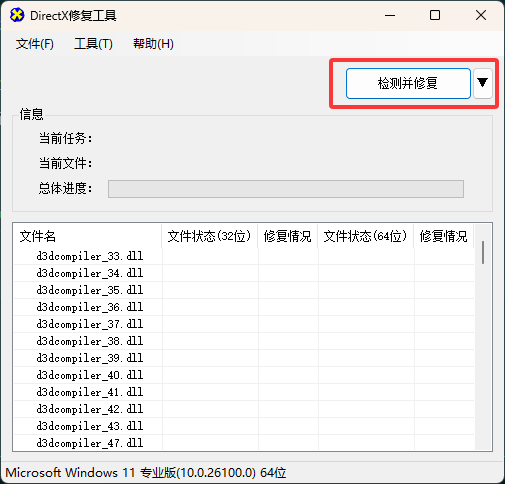 DirectX修复工具
文件(F) 工具(T) 帮助(H)
检测并修复
信息
当前任务:
当前文件:
总体进度:
文件名 文件状态(32位) 修复情况 文件状态(64位) 修复情况
d3dcompiler_33.dll
d3dcompiler_34.dll
d3dcompiler_35.dll
d3dcompiler_36.dll
d3dcompiler_37.dll
d3dcompiler_38.dll
d3dcompiler_39.dll
d3dcompiler_40.dll
d3dcompiler_41.dll
d3dcompiler_42.dll
d3dcompiler_43.dll
d3dcompiler_47.dll
Microsoft Windows 11 专业版(10.0.26100.0) 64位